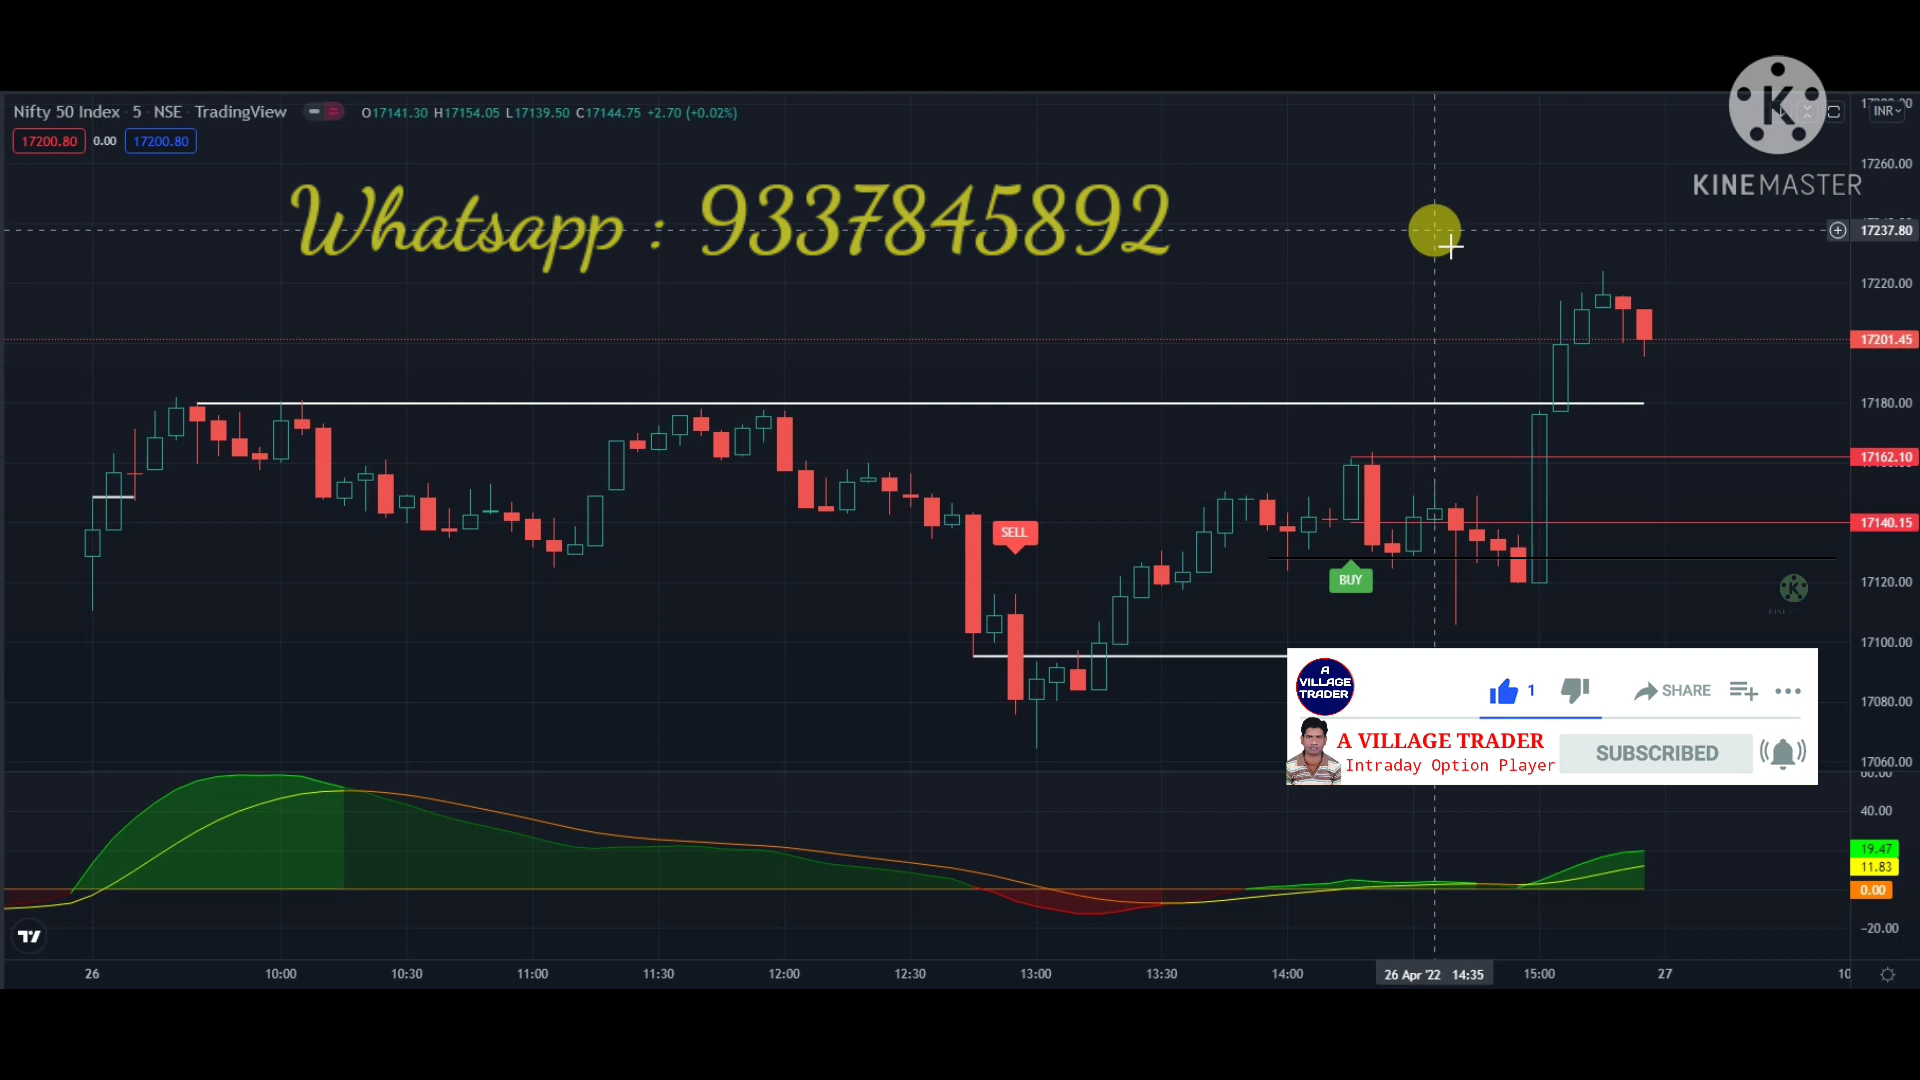 Nifty 50 Index · 5 · NSE · TradingView
O17141.30 H17154.05 L17139.50 C17144.75 +2.70 (+0.02%)
INR
17200.80 0.00 17200.80
K
KINEMASTER
Whatsapp : 9337845892
17260.00
17237.80
17220.00
17201.45
17180.00
17162.10
17140.15
17120.00
17100.00
17080.00
17060.00
SELL
BUY
A
VILLAGE
TRADER
1
SHARE
A VILLAGE TRADER
Intraday Option Player
SUBSCRIBED
40.00
19.47
11.83
0.00
−20.00
26 10:00 10:30 11:00 11:30 12:00 12:30 13:00 13:30 14:00 26 Apr '22 14:35 15:00 27